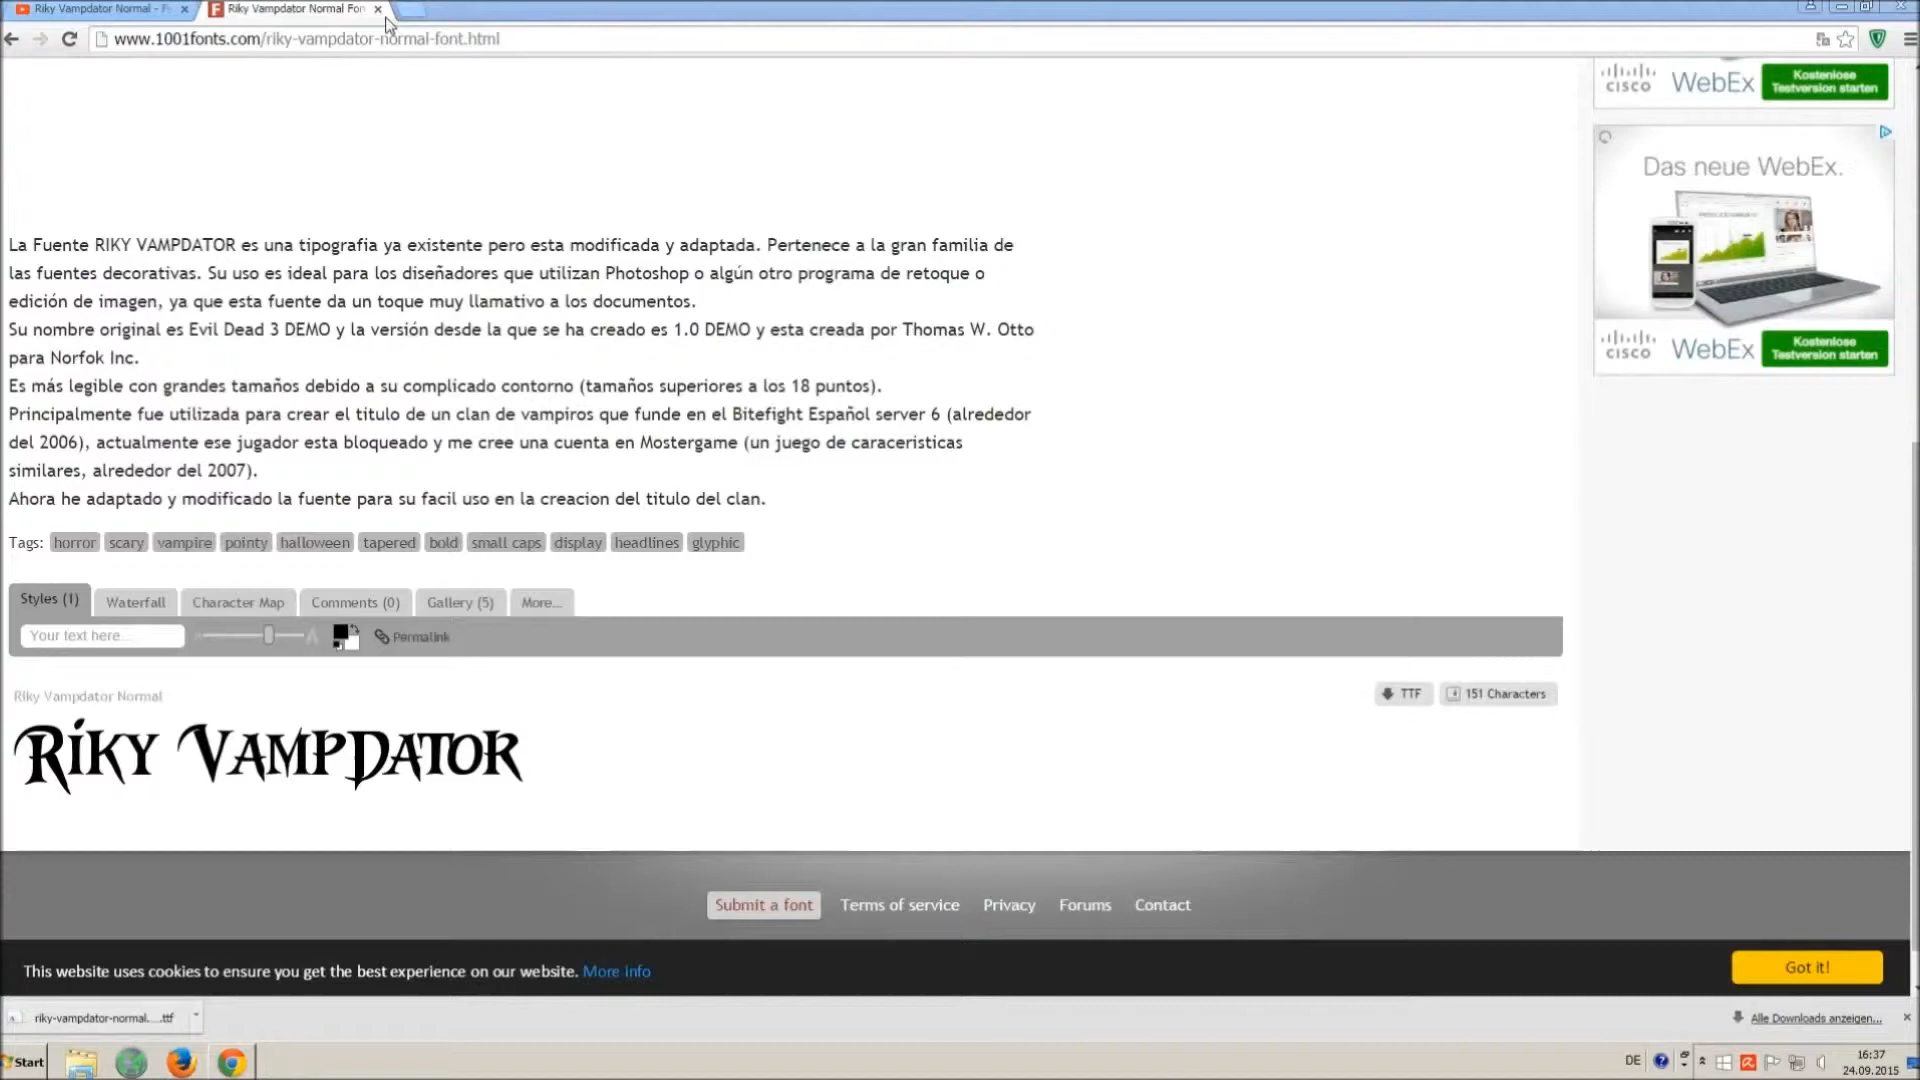 Riky Vampdator Normal - F
Riky Vampdator Normal Fon
www.1001fonts.com/riky-vampdator-normal-font.html
CISCO WebEx Kostenlose Testversion starten
Das neue WebEx.
CISCO WebEx Kostenlose Testversion starten
La Fuente RIKY VAMPDATOR es una tipografia ya existente pero esta modificada y adaptada. Pertenece a la gran familia de
las fuentes decorativas. Su uso es ideal para los diseñadores que utilizan Photoshop o algún otro programa de retoque o
edición de imagen, ya que esta fuente da un toque muy llamativo a los documentos.
Su nombre original es Evil Dead 3 DEMO y la versión desde la que se ha creado es 1.0 DEMO y esta creada por Thomas W. Otto
para Norfok Inc.
Es más legible con grandes tamaños debido a su complicado contorno (tamaños superiores a los 18 puntos).
Principalmente fue utilizada para crear el titulo de un clan de vampiros que funde en el Bitefight Español server 6 (alrededor
del 2006), actualmente ese jugador esta bloqueado y me cree una cuenta en Mostergame (un juego de caraceristicas
similares, alrededor del 2007).
Ahora he adaptado y modificado la fuente para su facil uso en la creacion del titulo del clan.
Tags: horror scary vampire pointy halloween tapered bold small caps display headlines glyphic
Styles (1) Waterfall Character Map Comments (0) Gallery (5) More...
Your text here... Permalink
Riky Vampdator Normal TTF 151 Characters
Riky VampDator
Submit a font Terms of service Privacy Forums Contact
This website uses cookies to ensure you get the best experience on our website. More info Got it!
riky-vampdator-normal....ttf Alle Downloads anzeigen...
Start DE 16:37
24.09.2015